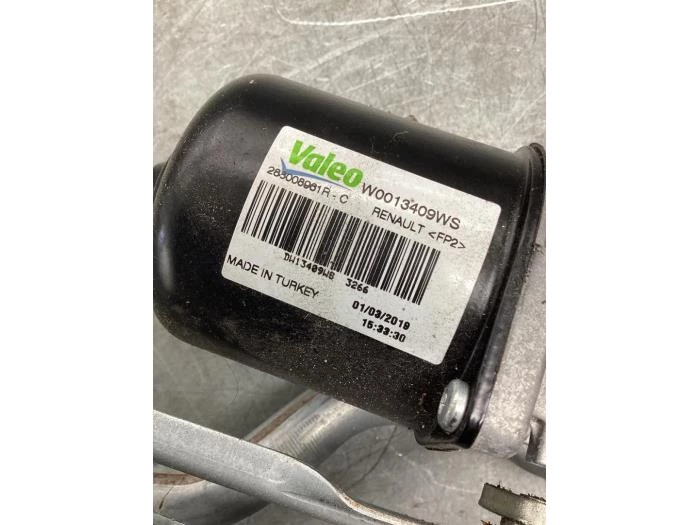 Valeo W0013409WS
288008961R - C RENAULT <FP2>
DW13409WS 3266
MADE IN TURKEY
01/03/2019
15:33:30